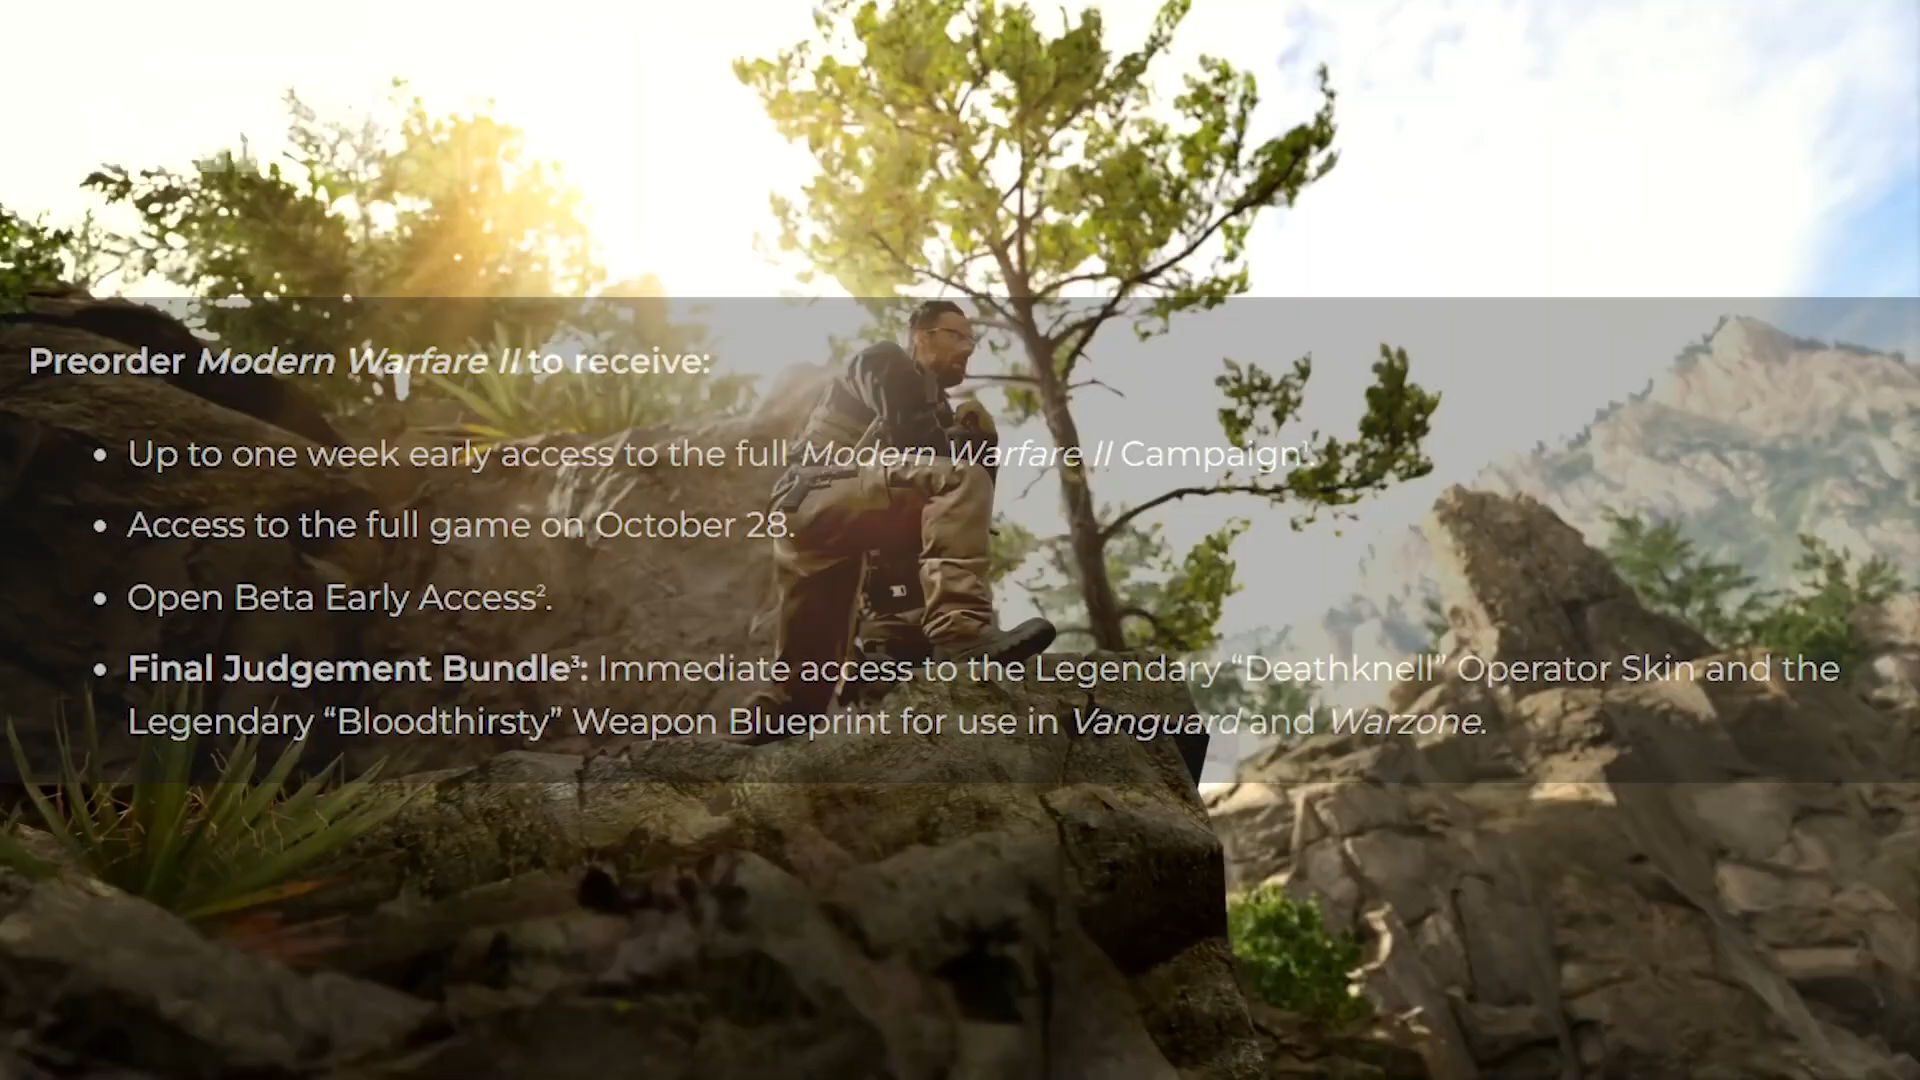 Preorder Modern Warfare II to receive:
• Up to one week early access to the full Modern Warfare II Campaign¹.
• Access to the full game on October 28.
• Open Beta Early Access².
• Final Judgement Bundle³: Immediate access to the Legendary “Deathknell” Operator Skin and the
Legendary “Bloodthirsty” Weapon Blueprint for use in Vanguard and Warzone.